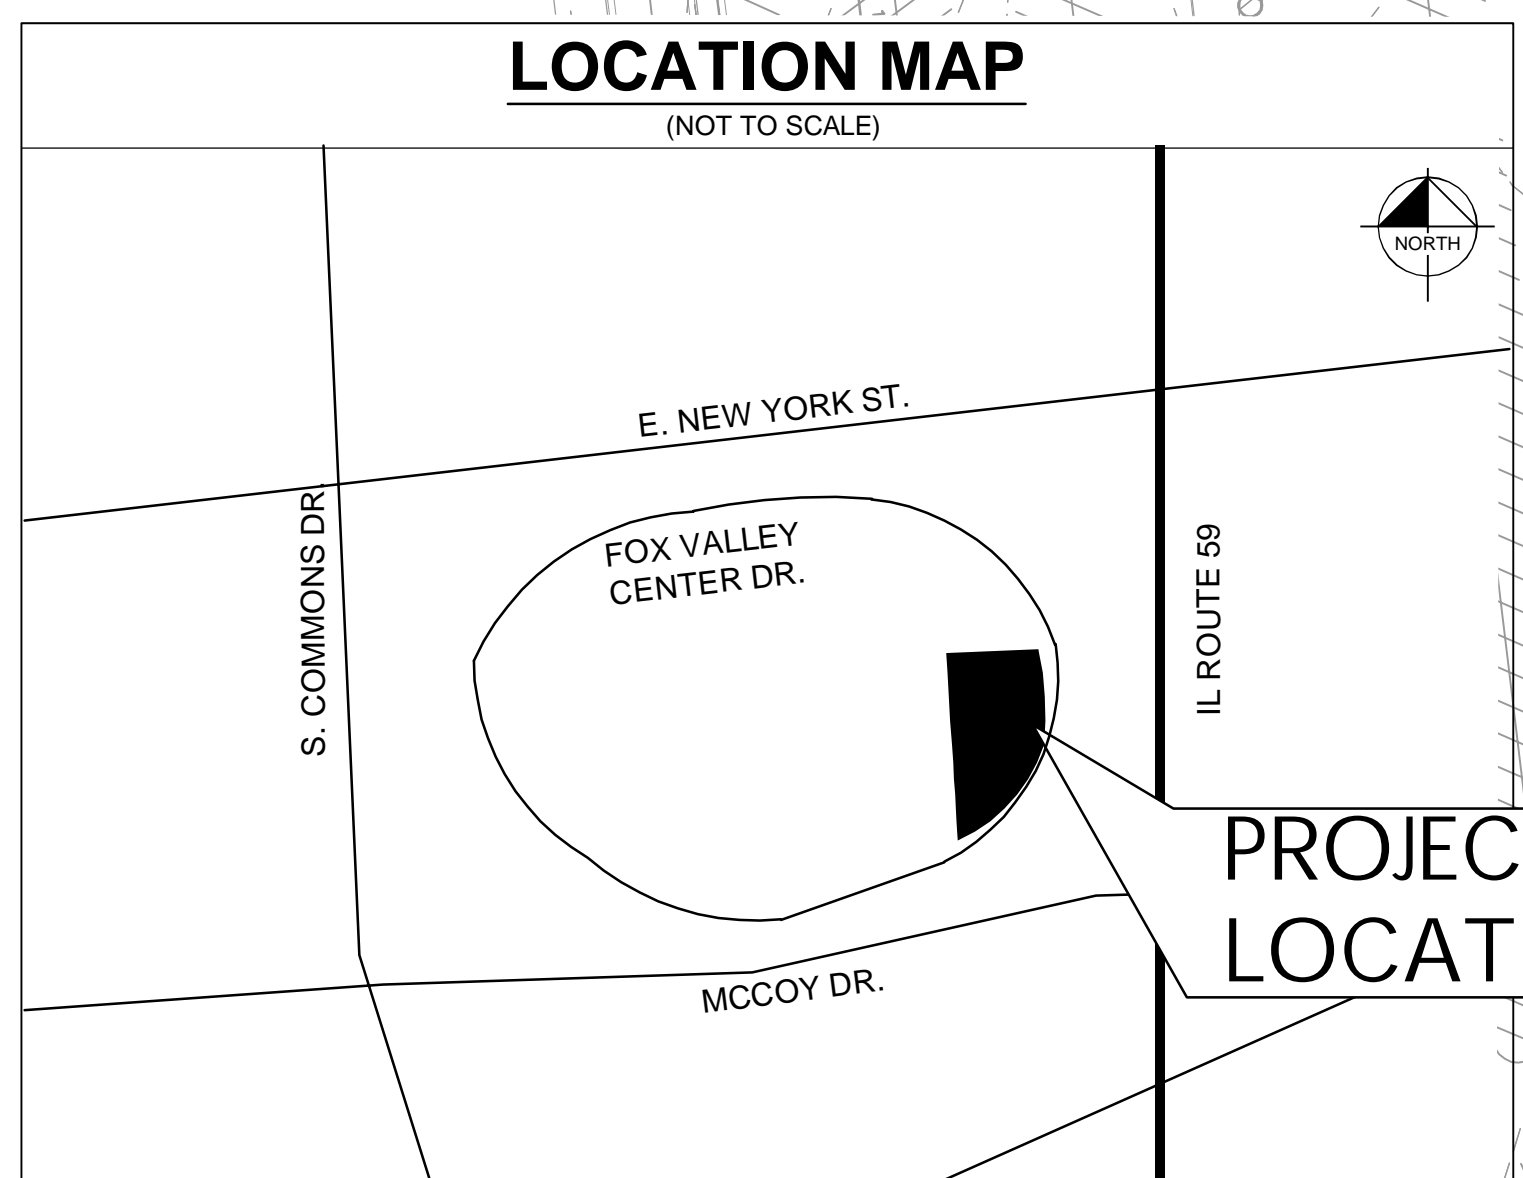 LOCATION MAP
(NOT TO SCALE)
NORTH
E. NEW YORK ST.
FOX VALLEY
CENTER DR.
S. COMMONS DR.
IL ROUTE 59
PROJEC
LOCAT
MCCOY DR.